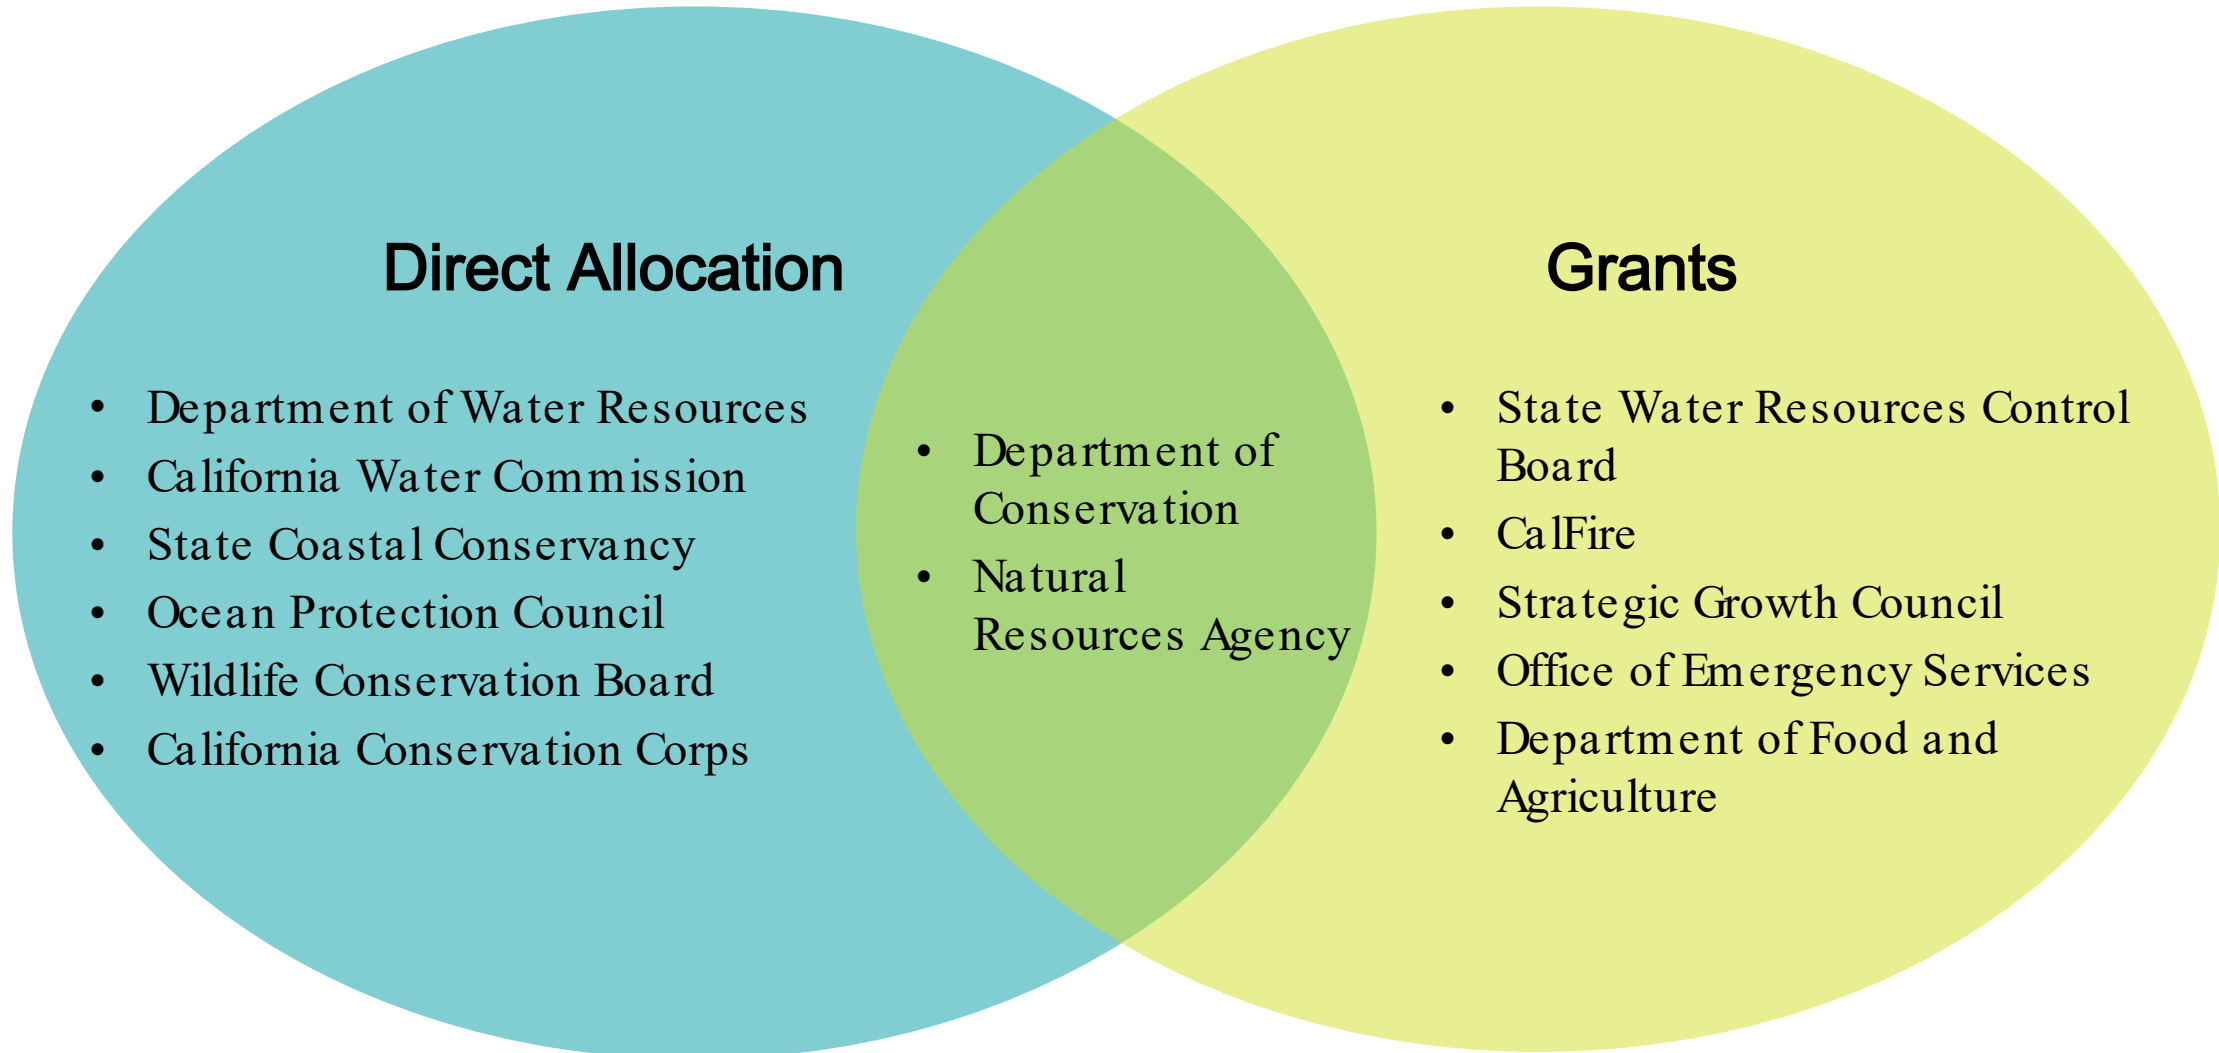 Direct Allocation
• Department of Water Resources
• California Water Commission
• State Coastal Conservancy
• Ocean Protection Council
• Wildlife Conservation Board
• California Conservation Corps
• Department of
Conservation
• Natural
Resources Agency
Grants
• State Water Resources Control
Board
• CalFire
• Strategic Growth Council
• Office of Emergency Services
• Department of Food and
Agriculture